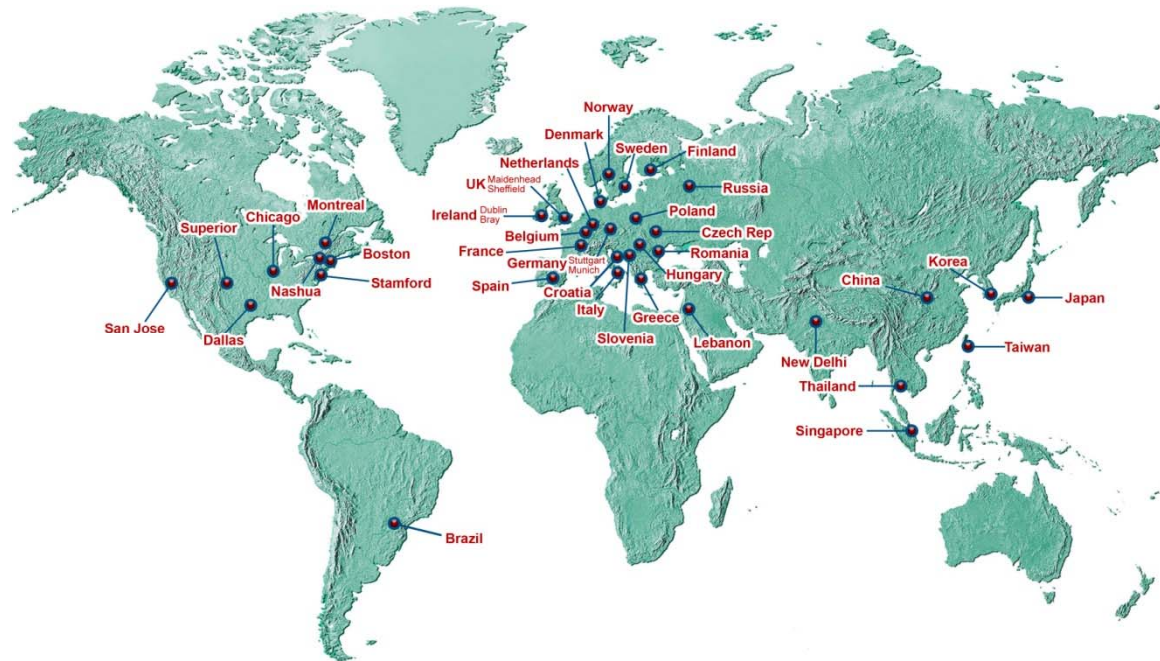 Norway
Denmark
Sweden
Finland
Netherlands
UK Maidenhead
Sheffield
Russia
Ireland Dublin
Bray
Poland
Belgium
Czech Rep
France
Romania
Germany Stuttgart
Munich
Hungary
Spain
Croatia
Italy
Greece
Slovenia
Lebanon
Montreal
Chicago
Superior
Boston
Stamford
Nashua
San Jose
Dallas
Brazil
China
Korea
Japan
Taiwan
New Delhi
Thailand
Singapore